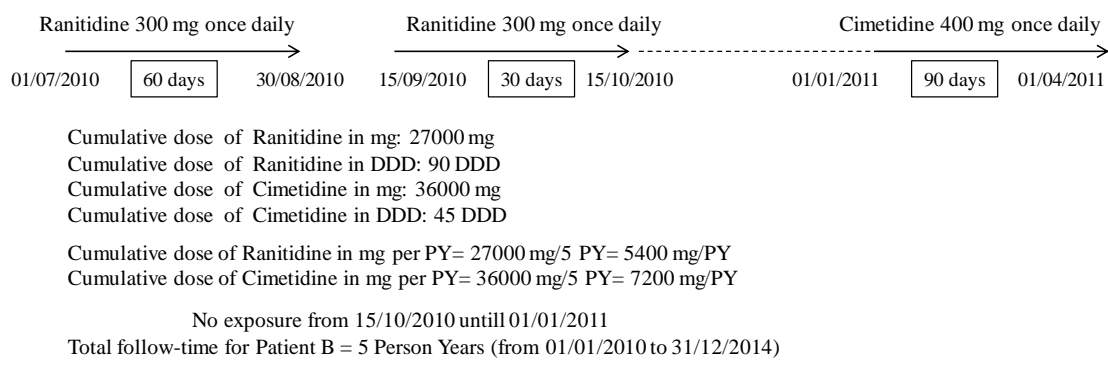 Ranitidine 300 mg once daily Ranitidine 300 mg once daily Cimetidine 400 mg once daily
01/07/2010 60 days 30/08/2010 15/09/2010 30 days 15/10/2010 01/01/2011 90 days 01/04/2011
Cumulative dose of Ranitidine in mg: 27000 mg
Cumulative dose of Ranitidine in DDD: 90 DDD
Cumulative dose of Cimetidine in mg: 36000 mg
Cumulative dose of Cimetidine in DDD: 45 DDD
Cumulative dose of Ranitidine in mg per PY= 27000 mg/5 PY= 5400 mg/PY
Cumulative dose of Cimetidine in mg per PY= 36000 mg/5 PY= 7200 mg/PY
No exposure from 15/10/2010 untill 01/01/2011
Total follow-time for Patient B = 5 Person Years (from 01/01/2010 to 31/12/2014)